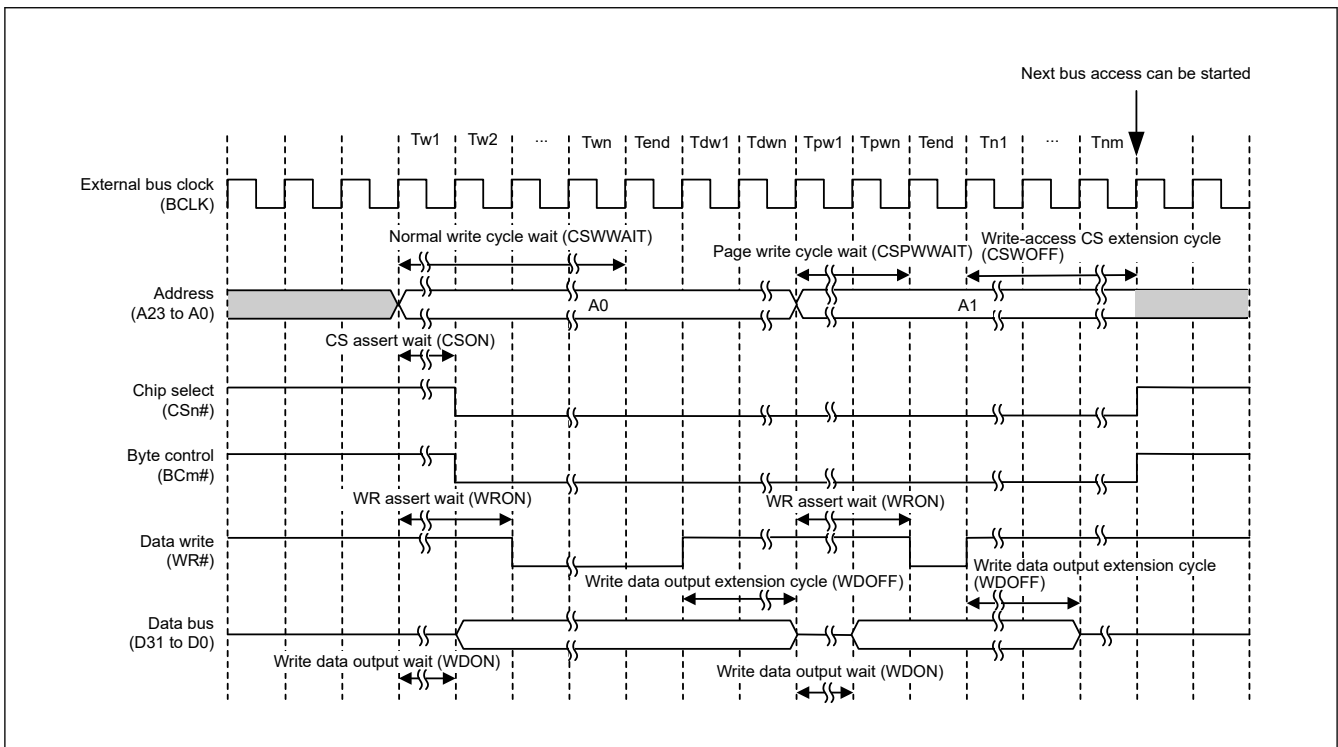 Next bus access can be started
Tw1 Tw2 ... Twn Tend Tdw1 Tdwn Tpw1 Tpwn Tend Tn1 ... Tnm
External bus clock
(BCLK)
Normal write cycle wait (CSWWAIT)
Page write cycle wait (CSPWWAIT)
Write-access CS extension cycle
(CSWOFF)
Address
(A23 to A0)
A0
A1
CS assert wait (CSON)
Chip select
(CSn#)
Byte control
(BCm#)
WR assert wait (WRON)
WR assert wait (WRON)
Data write
(WR#)
Write data output extension cycle (WDOFF)
Write data output extension cycle
(WDOFF)
Data bus
(D31 to D0)
Write data output wait (WDON)
Write data output wait (WDON)